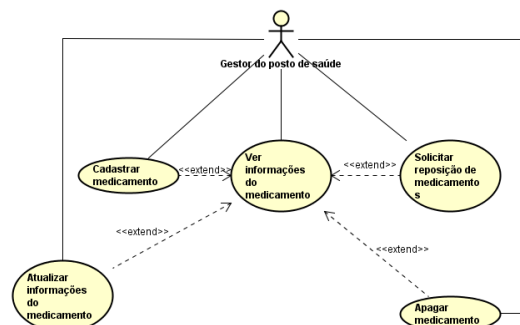 Gestor do posto de saúde
Cadastrar
medicamento
<<extend>>
Ver
informações
do
medicamento
<<extend>>
Solicitar
reposição de
medicamento
s
<<extend>>
<<extend>>
Atualizar
informações
do
medicamento
Apagar
medicamento